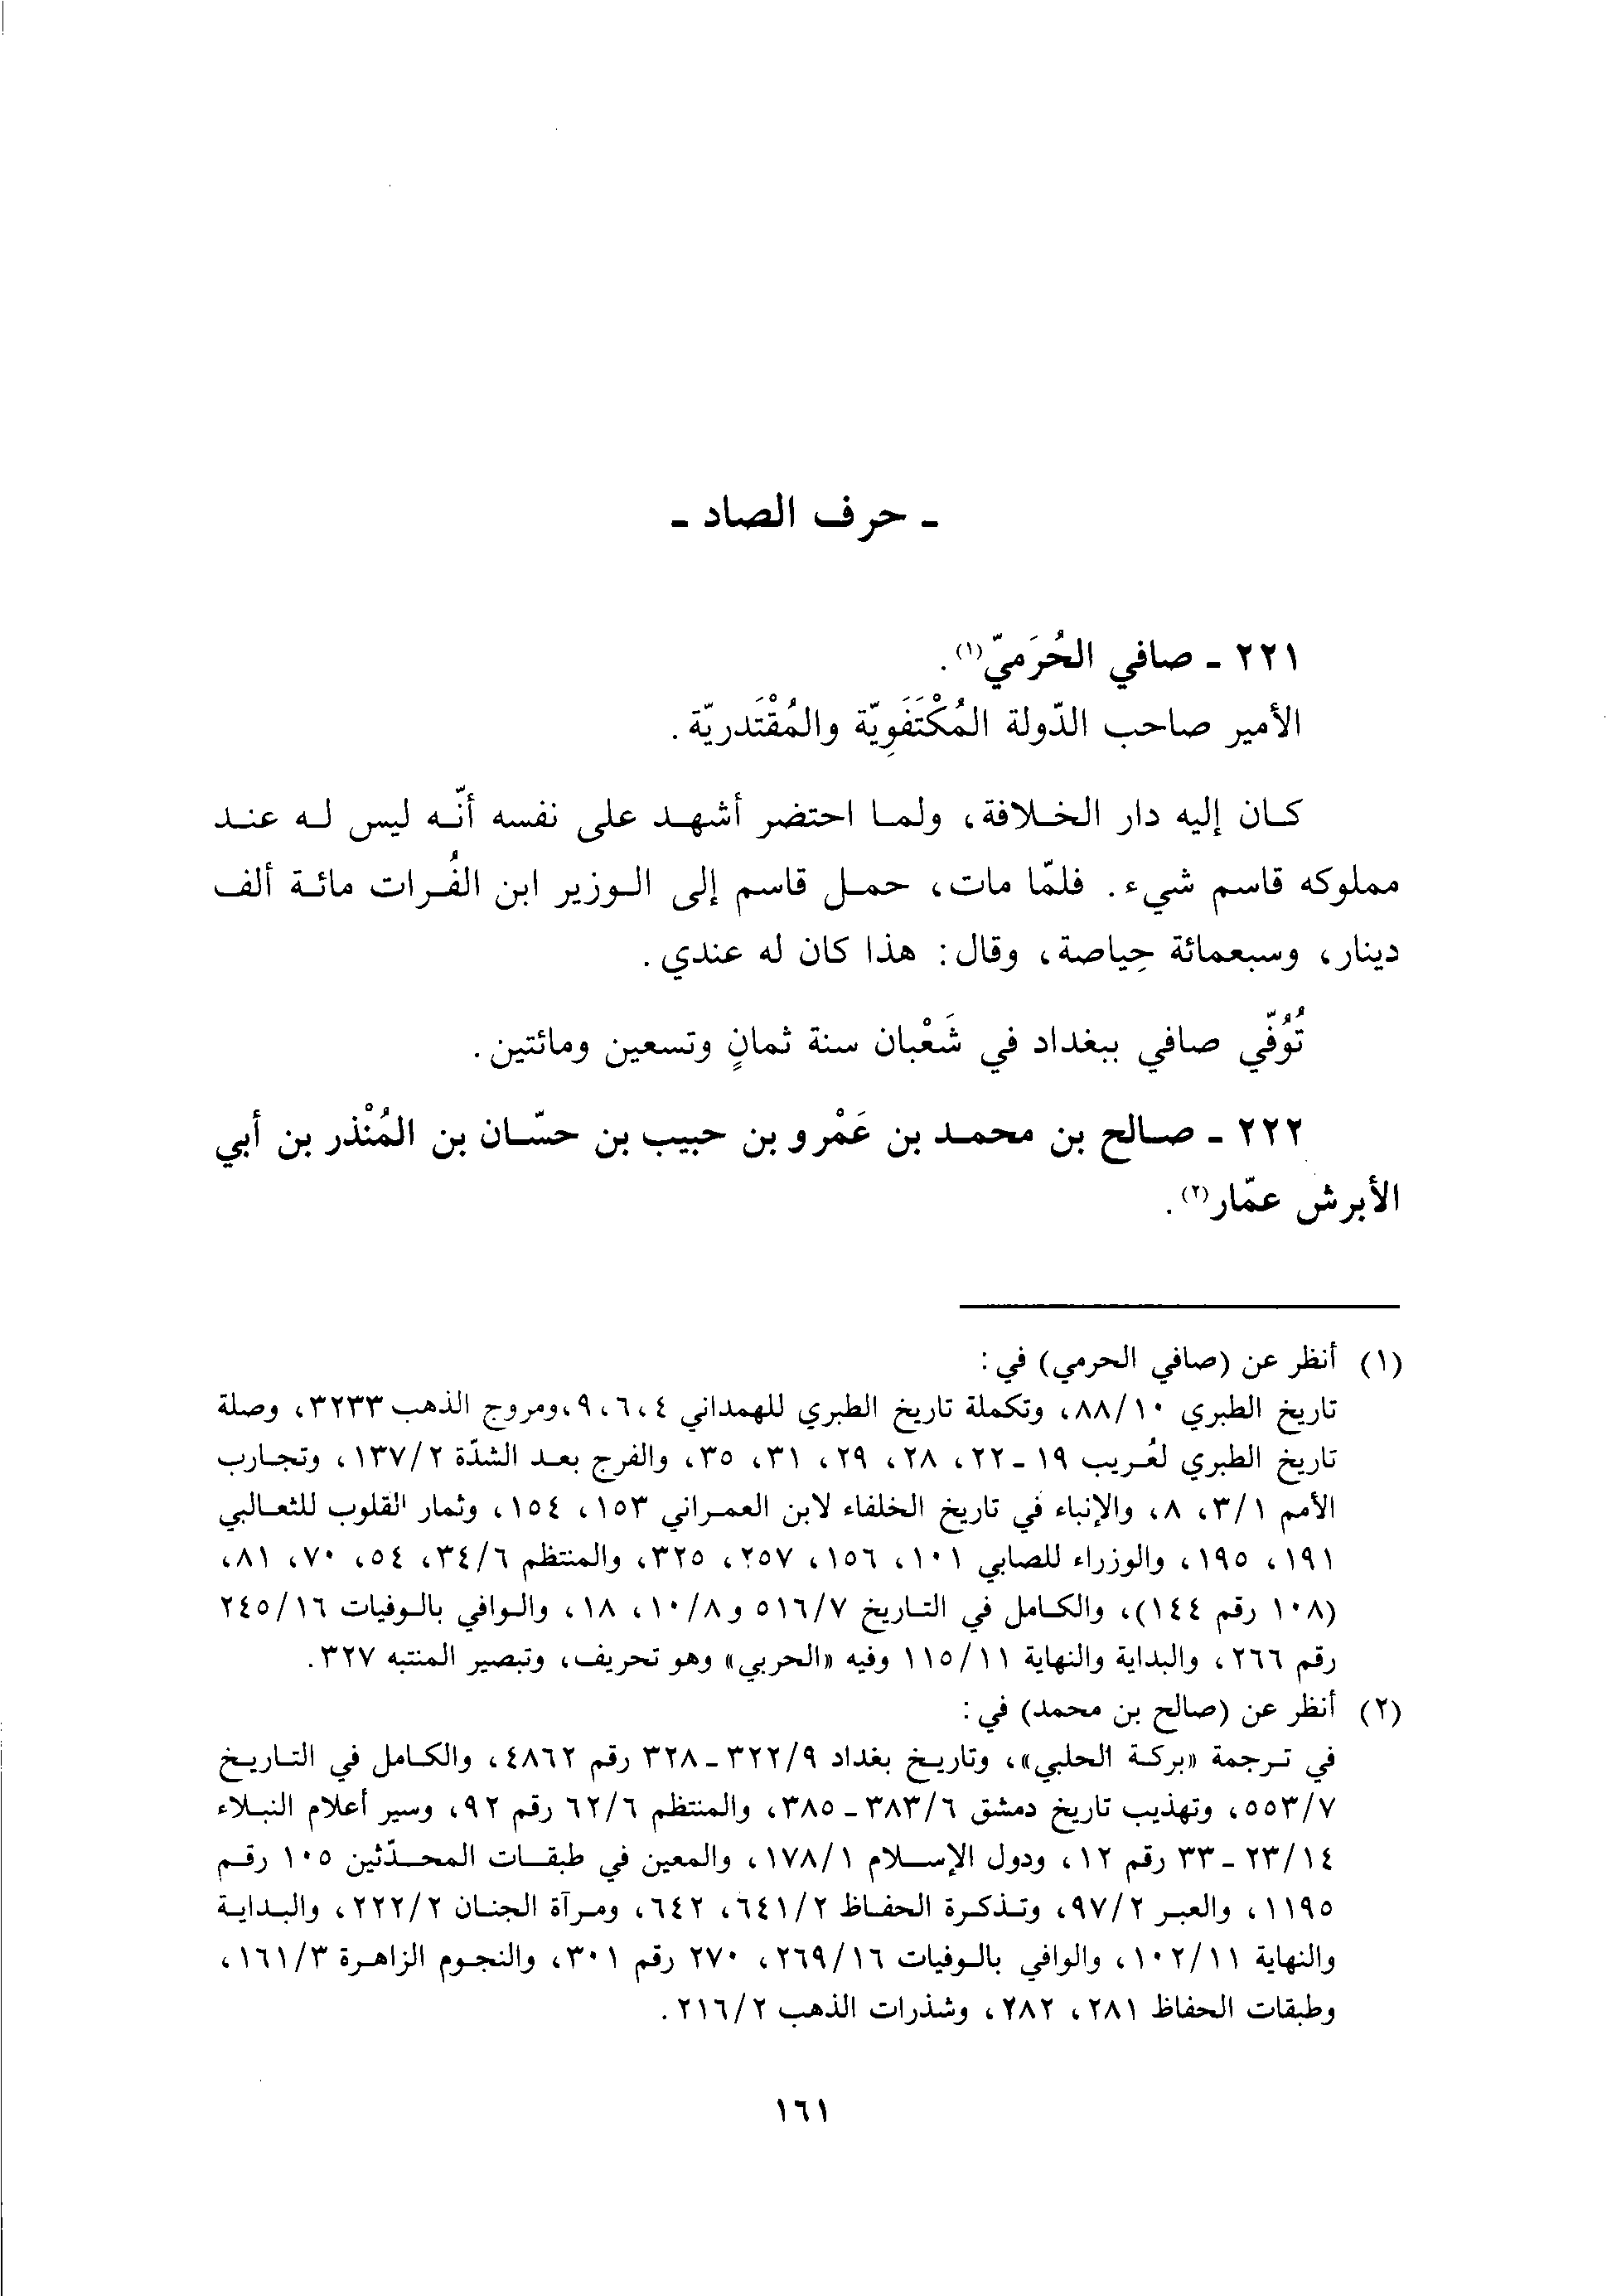 - حرف الصاد -
٢٢١ - صافي الحُرَميّ(١).
الأمير صاحب الدّولة المُكْتَفَوِيّة والمُقْتَدريّة.
كان إليه دار الخلافة، ولما احتضر أشهد على نفسه أنّه ليس له عند
مملوكه قاسم شيء. فلمّا مات، حمل قاسم إلى الوزير ابن الفُرات مائة ألف
دينار، وسبعمائة حِياصة، وقال: هذا كان له عندي.
تُوُفّي صافي ببغداد في شَعْبان سنة ثمانٍ وتسعين ومائتين.
٢٢٢ - صالح بن محمد بن عَمْرو بن حبيب بن حسّان بن المُنْذر بن أبي
الأبرش عمّار(٢).
(١) أنظر عن (صافي الحرمي) في:
تاريخ الطبري ٨٨/١٠، وتكملة تاريخ الطبري للهمداني ٤، ٦، ٩، ومروج الذهب ٣٢٣٣، وصلة
تاريخ الطبري لعُريب ١٩ - ٢٢، ٢٨، ٢٩، ٣١، ٣٥، والفرج بعد الشدّة ١٣٧/٢، وتجارب
الأمم ٣/١، ٨، والإنباء في تاريخ الخلفاء لابن العمراني ١٥٣، ١٥٤، وثمار القلوب للثعالبي
١٩١، ١٩٥، والوزراء للصابي ١٠١، ١٥٦، ٢٥٧، ٣٢٥، والمنتظم ٣٤/٦، ٥٤، ٧٠، ٨١،
(١٠٨ رقم ١٤٤)، والكامل في التاريخ ٥١٦/٧ و١٠/٨، ١٨، والوافي بالوفيات ٢٤٥/١٦
رقم ٢٦٦، والبداية والنهاية ١١٥/١١ وفيه «الحربي» وهو تحريف، وتبصير المنتبه ٣٢٧.
(٢) أنظر عن (صالح بن محمد) في:
في ترجمة «بركة الحلبي»، وتاريخ بغداد ٣٢٢/٩ - ٣٢٨ رقم ٤٨٦٢، والكامل في التاريخ
٥٥٣/٧، وتهذيب تاريخ دمشق ٣٨٣/٦ - ٣٨٥، والمنتظم ٦٢/٦ رقم ٩٢، وسير أعلام النبلاء
٢٣/١٤ - ٣٣ رقم ١٢، ودول الإسلام ١٧٨/١، والمعين في طبقات المحدّثين ١٠٥ رقم
١١٩٥، والعبر ٩٧/٢، وتذكرة الحفاظ ٦٤١/٢، ٦٤٢، ومرآة الجنان ٢٢٢/٢، والبداية
والنهاية ١٠٢/١١، والوافي بالوفيات ٢٦٩/١٦، ٢٧٠ رقم ٣٠١، والنجوم الزاهرة ١٦١/٣،
وطبقات الحفاظ ٢٨١، ٢٨٢، وشذرات الذهب ٢١٦/٢.
١٦١